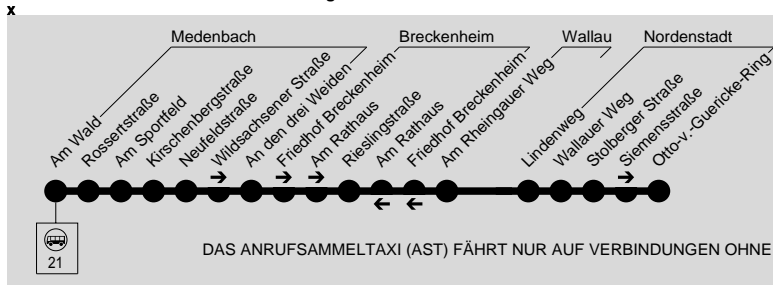 x
Medenbach
Breckenheim
Wallau
Nordenstadt
Am Wald
Rossertstraße
Am Sportfeld
Kirschenbergstraße
Neufeldstraße
Wildsachsener Straße
An den drei Weiden
Friedhof Breckenheim
Am Rathaus
Rieslingstraße
Am Rathaus
Friedhof Breckenheim
Am Rheingauer Weg
Lindenweg
Wallauer Weg
Stolberger Straße
Siemensstraße
Otto-v.-Guericke-Ring
21
DAS ANRUFSAMMELTAXI (AST) FÄHRT NUR AUF VERBINDUNGEN OHNE